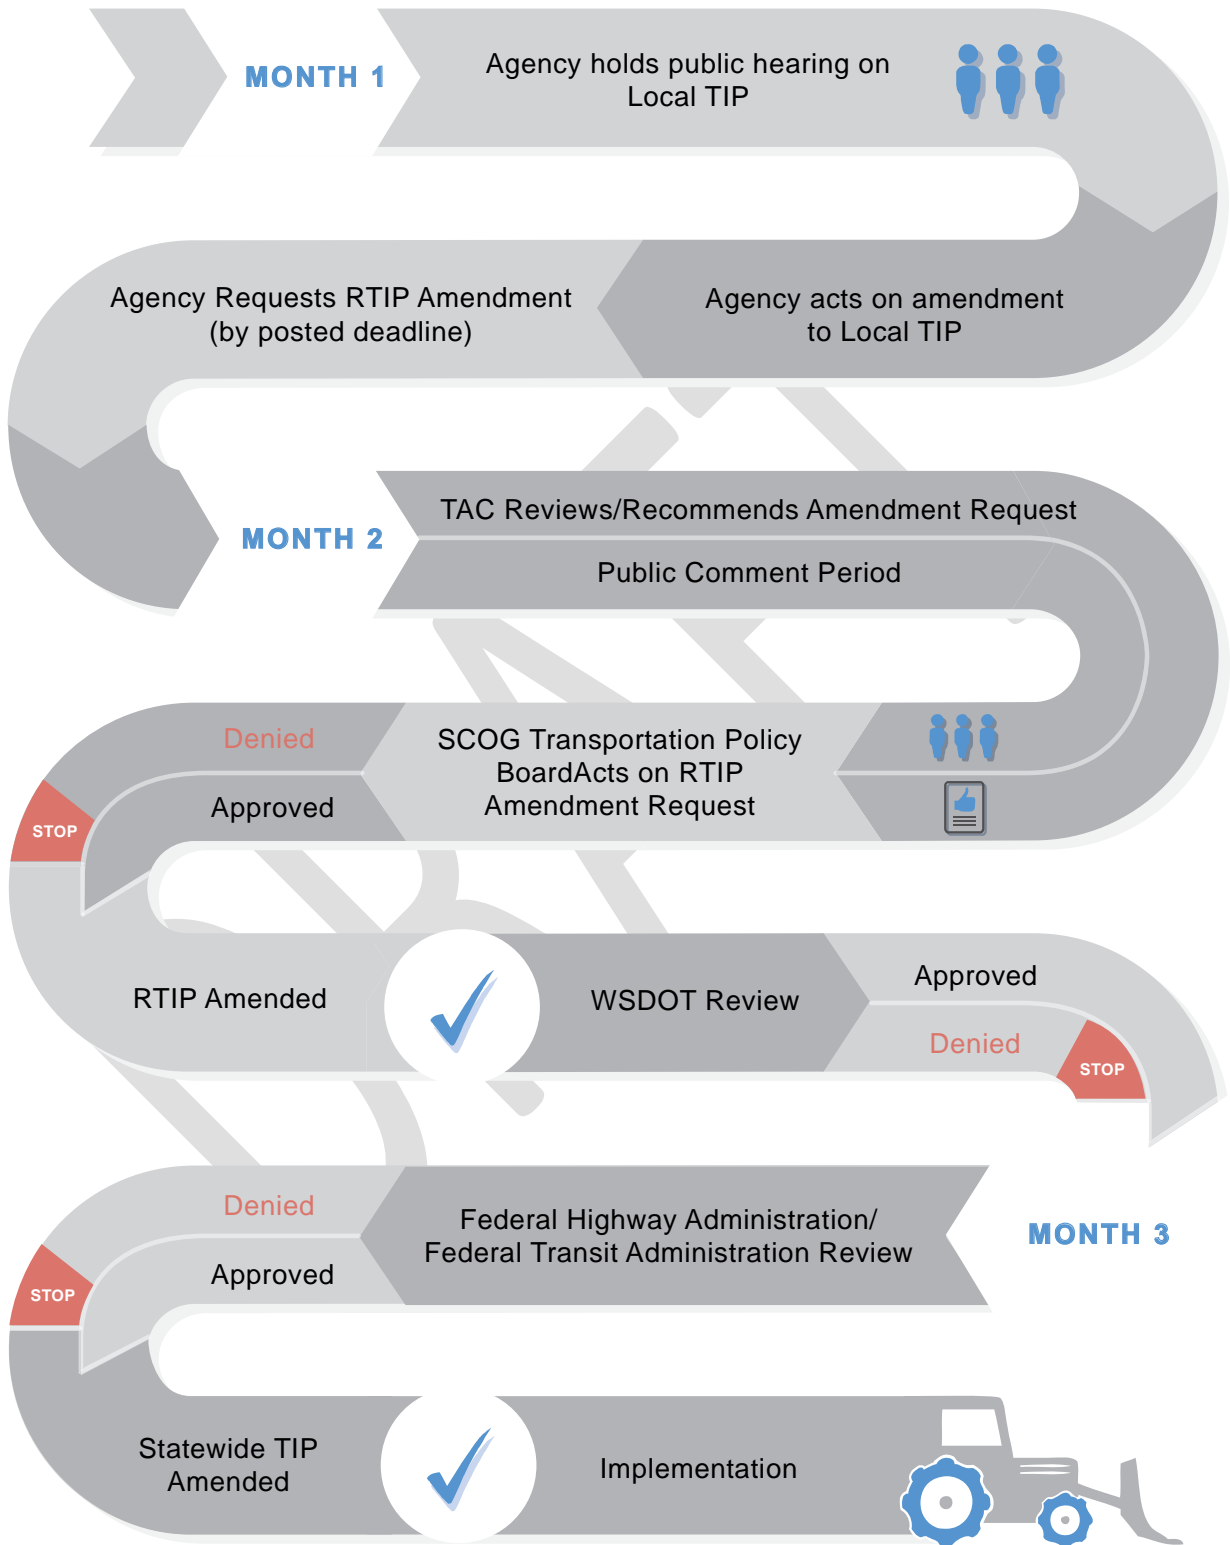 MONTH 1
Agency holds public hearing on
Local TIP
Agency acts on amendment
to Local TIP
Agency Requests RTIP Amendment
(by posted deadline)
MONTH 2
TAC Reviews/Recommends Amendment Request
Public Comment Period
SCOG Transportation Policy
BoardActs on RTIP
Amendment Request
Denied
Approved
STOP
RTIP Amended
WSDOT Review
Approved
Denied
STOP
MONTH 3
Federal Highway Administration/
Federal Transit Administration Review
Denied
Approved
STOP
Statewide TIP
Amended
Implementation
DRAFT